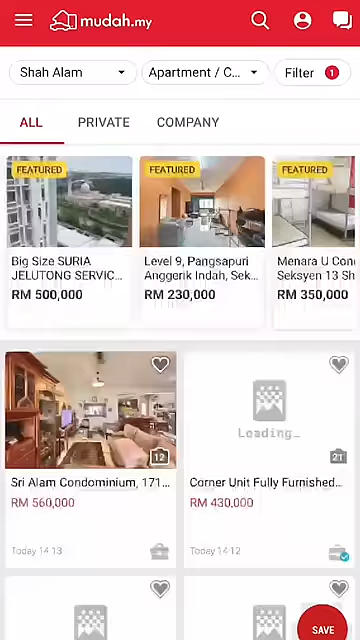 mudah.my
Shah Alam
Apartment / C...
Filter
1
ALL
PRIVATE
COMPANY
FEATURED
Big Size SURIA
JELUTONG SERVIC...
RM 500,000
FEATURED
Level 9, Pangsapuri
Anggerik Indah, Sek...
RM 230,000
FEATURED
Menara U Con
Seksyen 13 Sh
RM 350,000
12
Sri Alam Condominium, 171...
RM 560,000
Today 14:13
Loading...
21
Corner Unit Fully Furnished...
RM 430,000
Today 14:12
SAVE